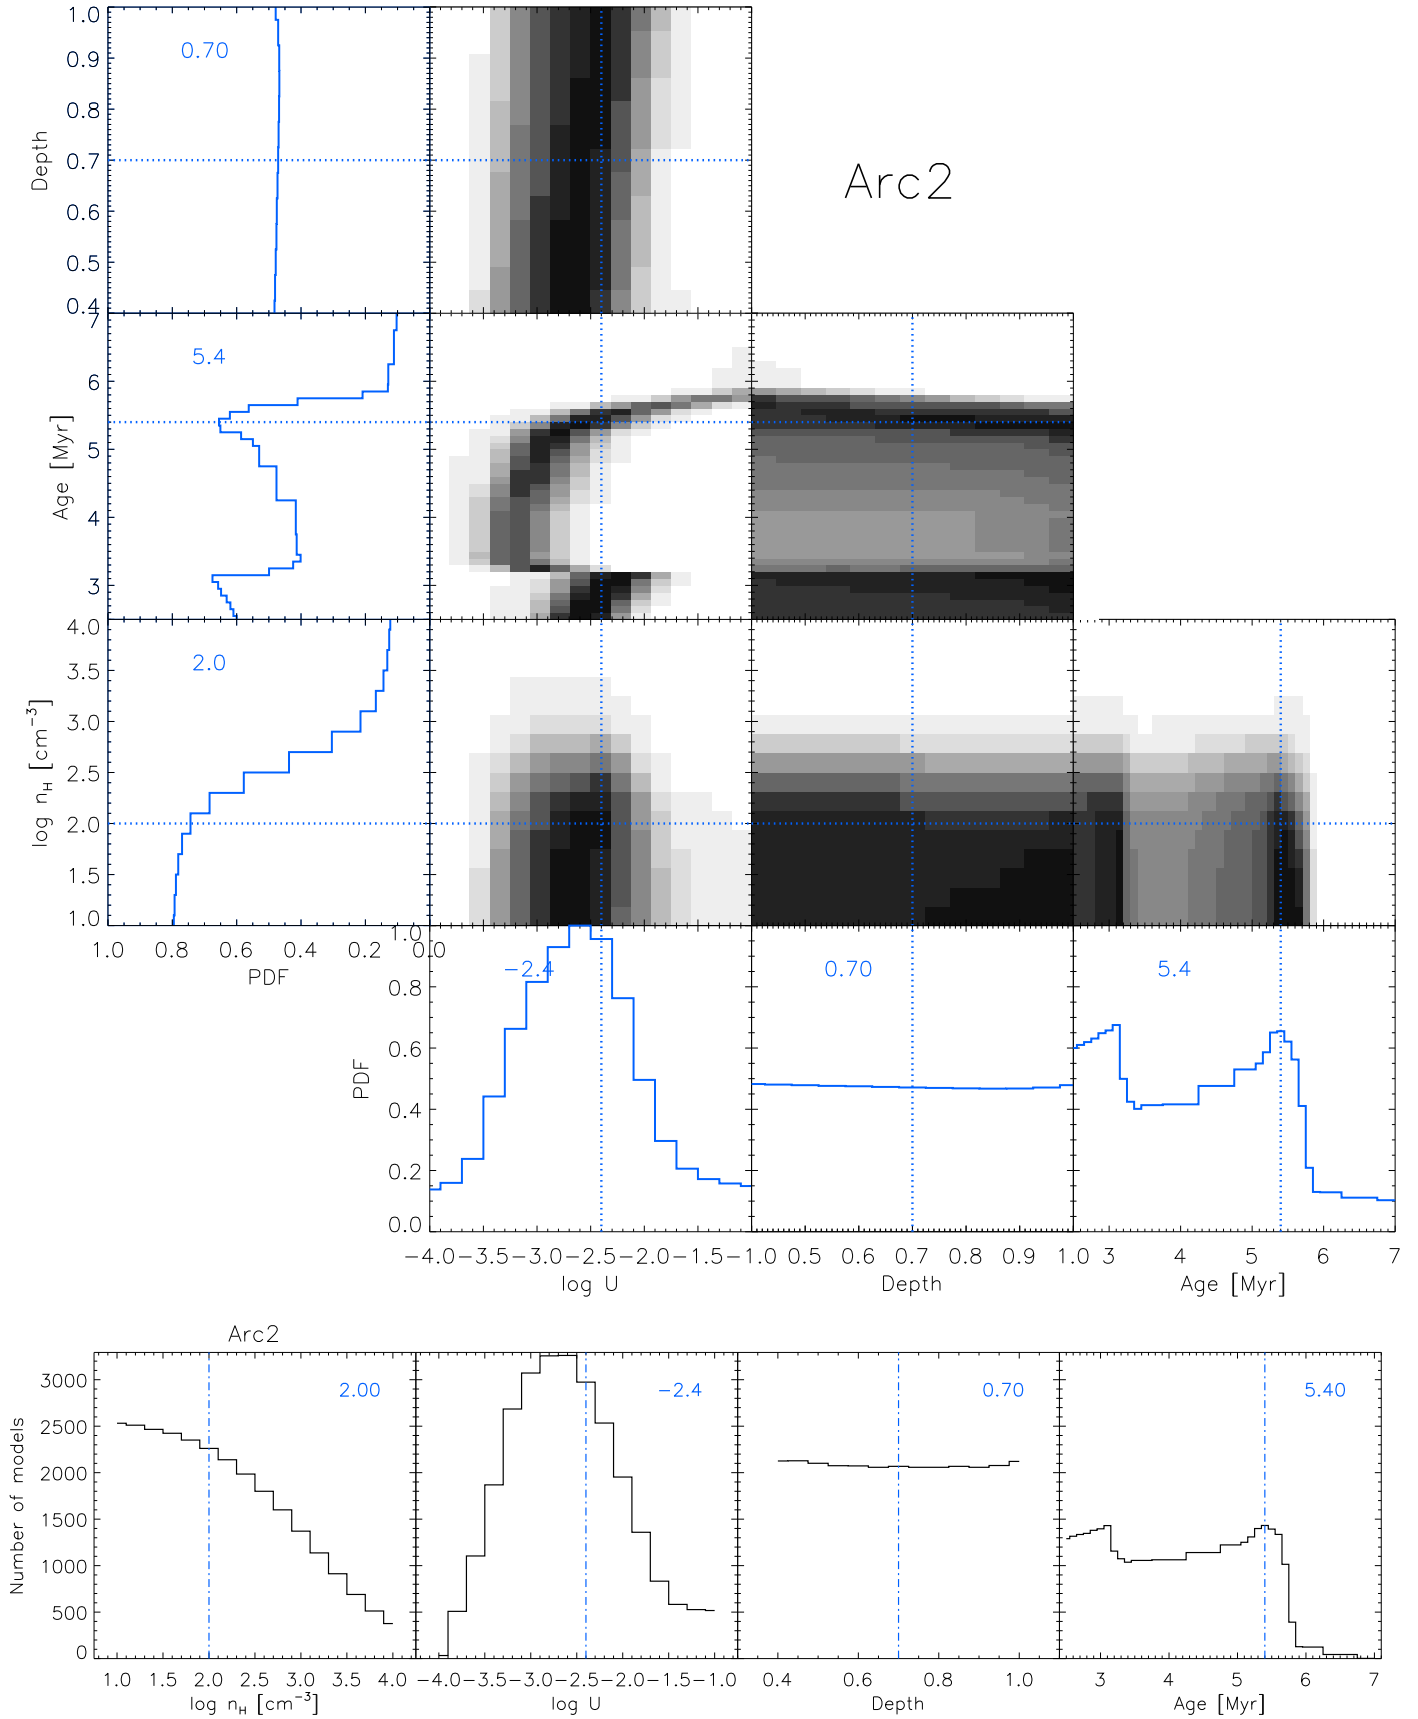 1.0
0.9
0.8
0.7
0.6
0.5
0.4
Depth
0.70
Arc2
7
6
5
4
3
Age [Myr]
5.4
4.0
3.5
3.0
2.5
2.0
1.5
1.0
log n_H [cm⁻³]
2.0
1.0 0.8 0.6 0.4 0.2 0.0
PDF
1.0
0.8
0.6
0.4
0.2
0.0
PDF
−2.4
0.70
5.4
−4.0 −3.5 −3.0 −2.5 −2.0 −1.5 −1.0
log U
0.5 0.6 0.7 0.8 0.9 1.0
Depth
3 4 5 6 7
Age [Myr]
Arc2
3000
2500
2000
1500
1000
500
0
Number of models
2.00
−2.4
0.70
5.40
1.0 1.5 2.0 2.5 3.0 3.5 4.0
log n_H [cm⁻³]
−4.0 −3.5 −3.0 −2.5 −2.0 −1.5 −1.0
log U
0.4 0.6 0.8 1.0
Depth
3 4 5 6 7
Age [Myr]